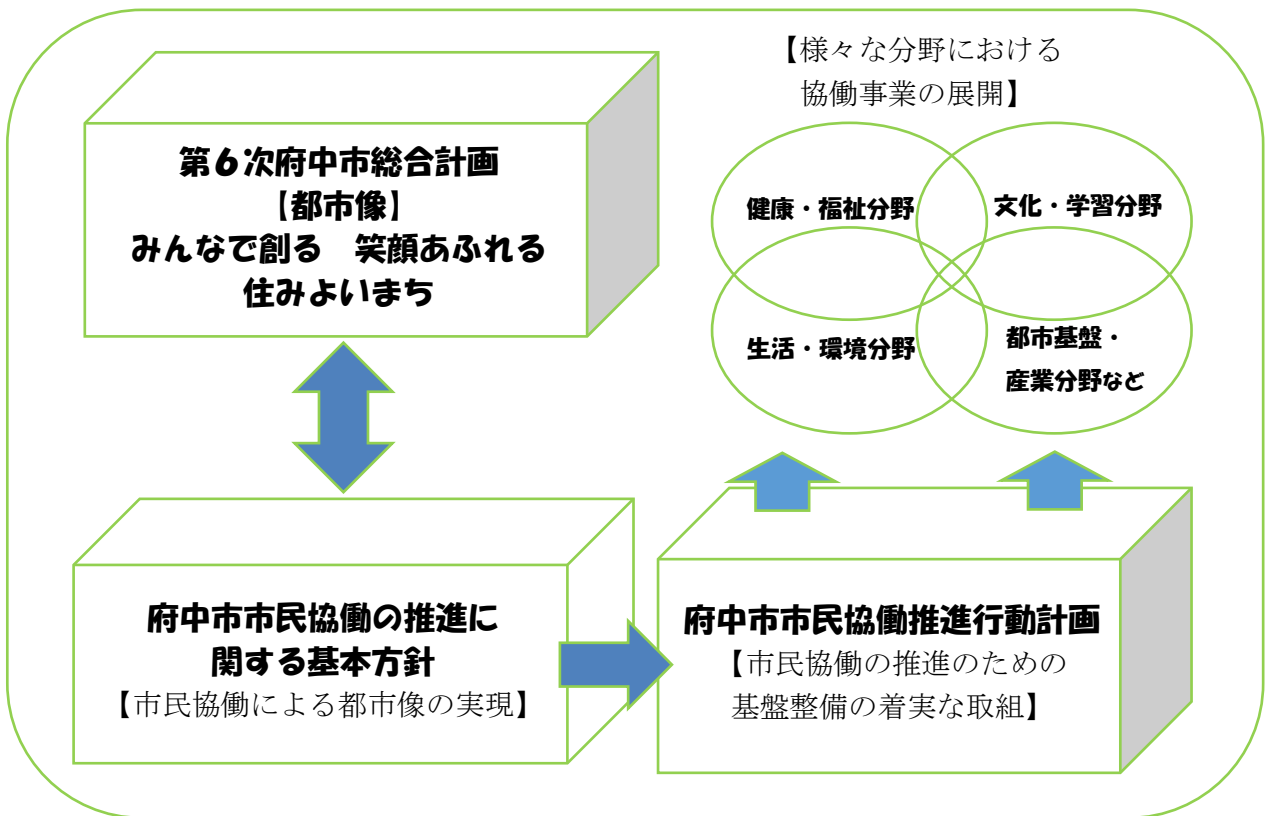 第6次府中市総合計画
【都市像】
みんなで創る　笑顔あふれる
住みよいまち
【様々な分野における
協働事業の展開】
健康・福祉分野
文化・学習分野
生活・環境分野
都市基盤・
産業分野など
府中市市民協働の推進に
関する基本方針
【市民協働による都市像の実現】
府中市市民協働推進行動計画
【市民協働の推進のための
基盤整備の着実な取組】